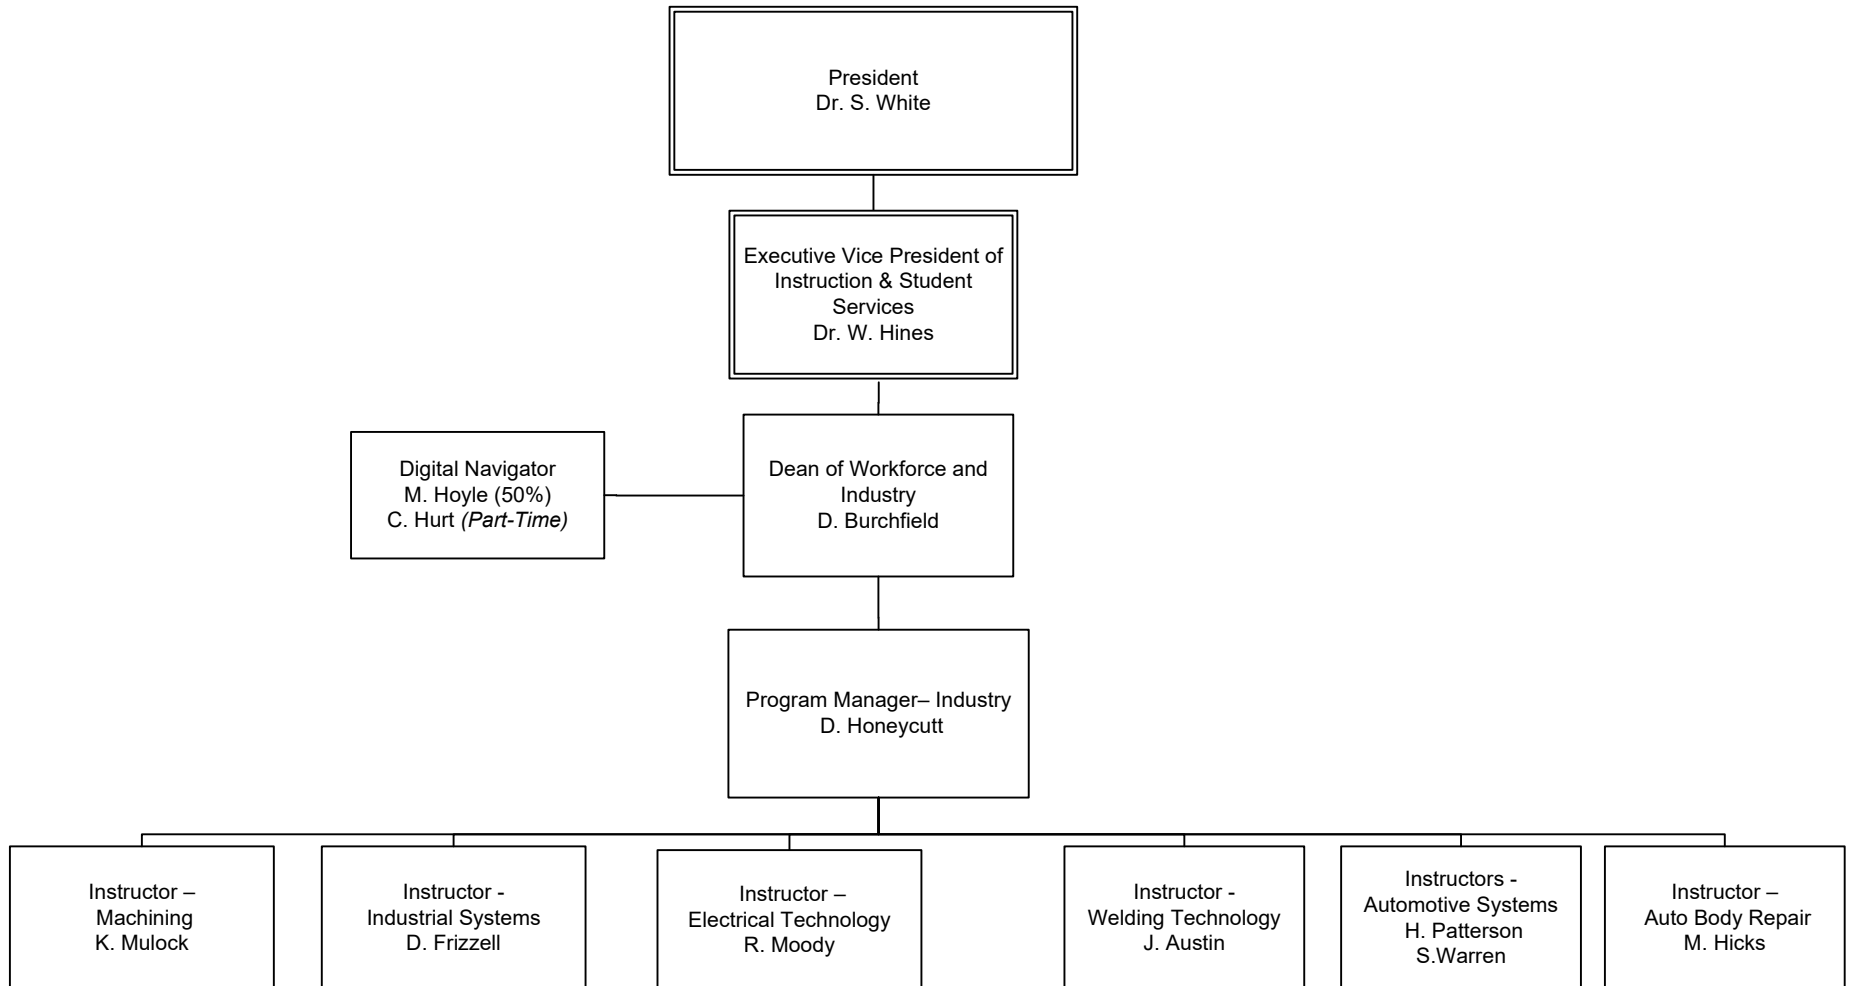 President
Dr. S. White
Executive Vice President of
Instruction & Student
Services
Dr. W. Hines
Digital Navigator
M. Hoyle (50%)
C. Hurt (Part-Time)
Dean of Workforce and
Industry
D. Burchfield
Program Manager– Industry
D. Honeycutt
Instructor –
Machining
K. Mulock
Instructor -
Industrial Systems
D. Frizzell
Instructor –
Electrical Technology
R. Moody
Instructor -
Welding Technology
J. Austin
Instructors -
Automotive Systems
H. Patterson
S.Warren
Instructor –
Auto Body Repair
M. Hicks